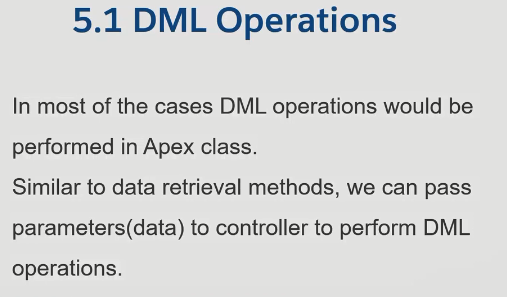 5.1 DML Operations
In most of the cases DML operations would be
performed in Apex class.
Similar to data retrieval methods, we can pass
parameters(data) to controller to perform DML
operations.